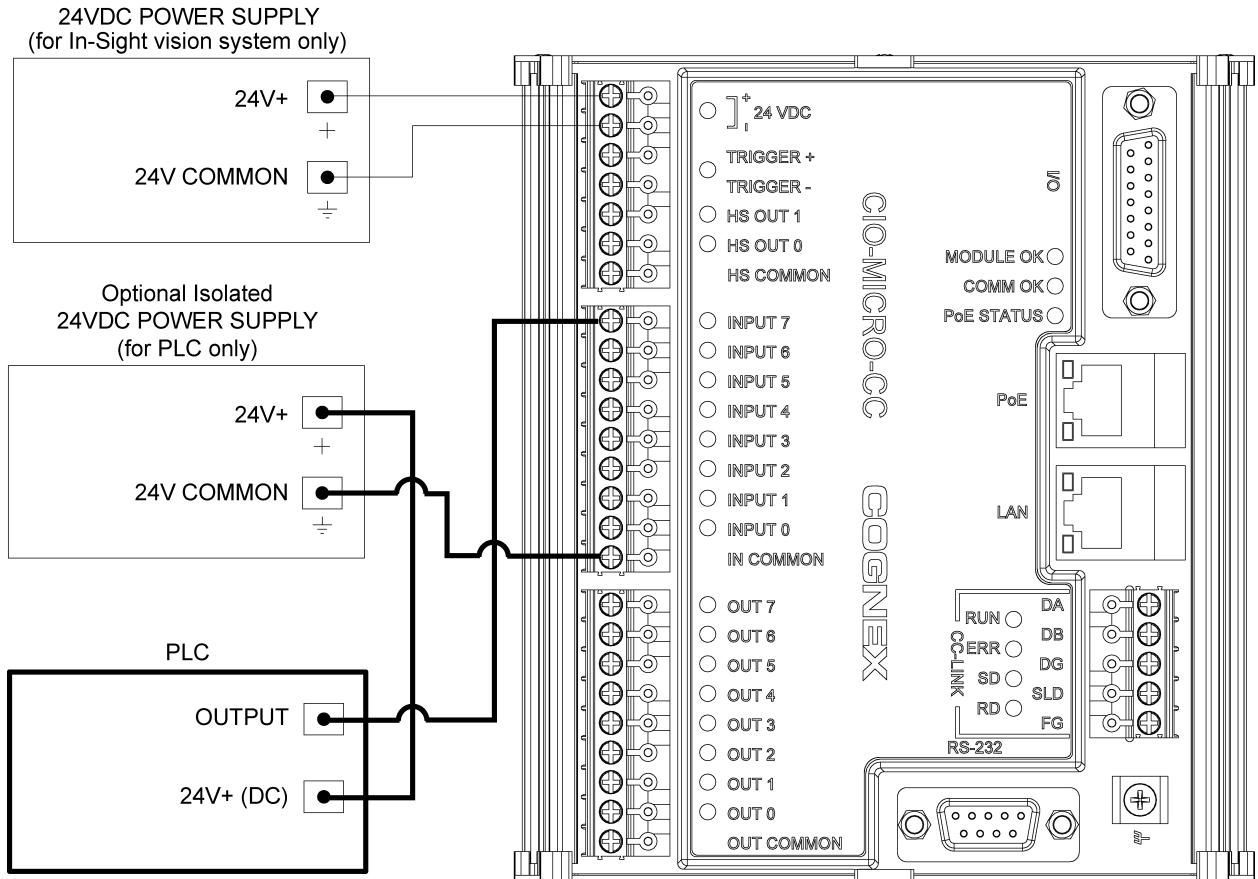 24VDC POWER SUPPLY
(for In-Sight vision system only)
24V+
+
24V COMMON
Optional Isolated
24VDC POWER SUPPLY
(for PLC only)
24V+
+
24V COMMON
PLC
OUTPUT
24V+ (DC)
+
-
24 VDC
TRIGGER +
TRIGGER -
HS OUT 1
HS OUT 0
HS COMMON
INPUT 7
INPUT 6
INPUT 5
INPUT 4
INPUT 3
INPUT 2
INPUT 1
INPUT 0
IN COMMON
OUT 7
OUT 6
OUT 5
OUT 4
OUT 3
OUT 2
OUT 1
OUT 0
OUT COMMON
CIO-MICRO-CC
COGNEX
I/O
MODULE OK
COMM OK
PoE STATUS
PoE
LAN
CC-LINK
RUN
ERR
SD
RD
DA
DB
DG
SLD
FG
RS-232